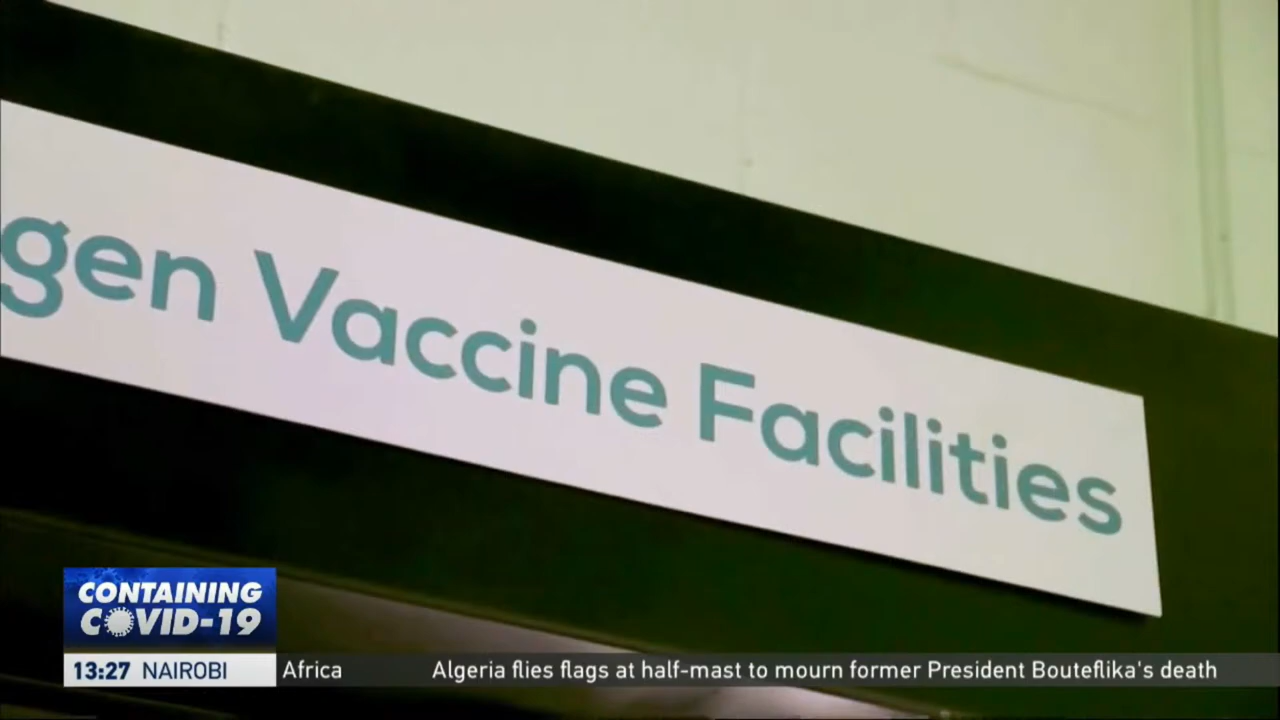 gen Vaccine Facilities
CONTAINING
COVID-19
13:27 NAIROBI
Africa
Algeria flies flags at half-mast to mourn former President Bouteflika's death